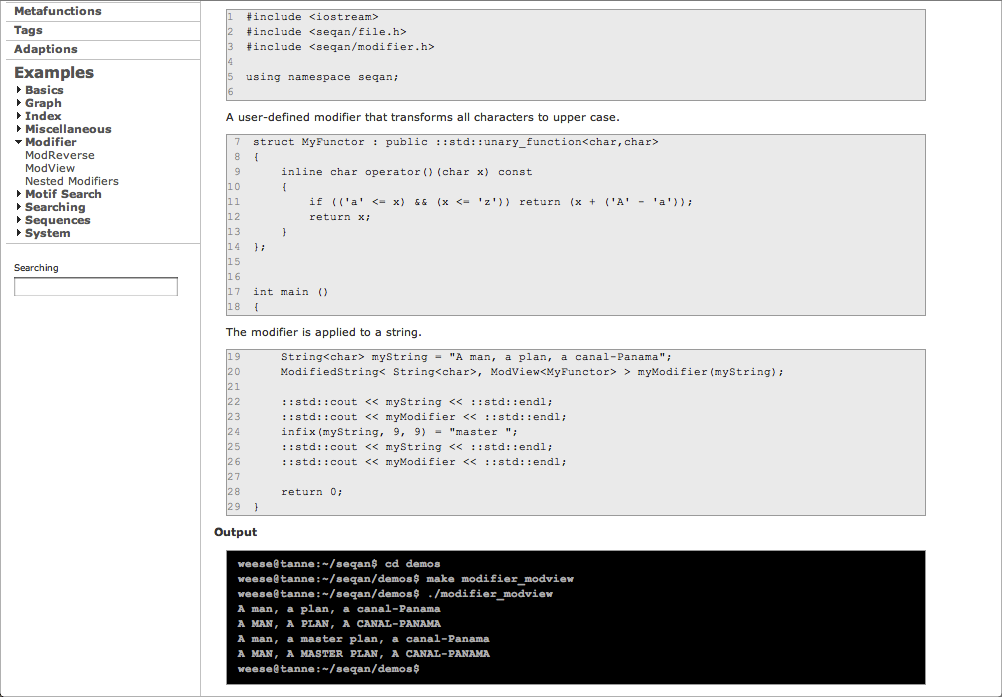 Metafunctions
Tags
Adaptions
Examples
Basics
Graph
Index
Miscellaneous
Modifier
ModReverse
ModView
Nested Modifiers
Motif Search
Searching
Sequences
System
Searching
1 #include <iostream>
2 #include <seqan/file.h>
3 #include <seqan/modifier.h>
4
5 using namespace seqan;
6
A user-defined modifier that transforms all characters to upper case.
7 struct MyFunctor : public ::std::unary_function<char,char>
8 {
9     inline char operator()(char x) const
10     {
11         if (('a' <= x) && (x <= 'z')) return (x + ('A' - 'a'));
12         return x;
13     }
14 };
15
16
17 int main ()
18 {
The modifier is applied to a string.
19     String<char> myString = "A man, a plan, a canal-Panama";
20     ModifiedString< String<char>, ModView<MyFunctor> > myModifier(myString);
21
22     ::std::cout << myString << ::std::endl;
23     ::std::cout << myModifier << ::std::endl;
24     infix(myString, 9, 9) = "master ";
25     ::std::cout << myString << ::std::endl;
26     ::std::cout << myModifier << ::std::endl;
27
28     return 0;
29 }
Output
weese@tanne:~/seqan$ cd demos
weese@tanne:~/seqan/demos$ make modifier_modview
weese@tanne:~/seqan/demos$ ./modifier_modview
A man, a plan, a canal-Panama
A MAN, A PLAN, A CANAL-PANAMA
A man, a master plan, a canal-Panama
A MAN, A MASTER PLAN, A CANAL-PANAMA
weese@tanne:~/seqan/demos$